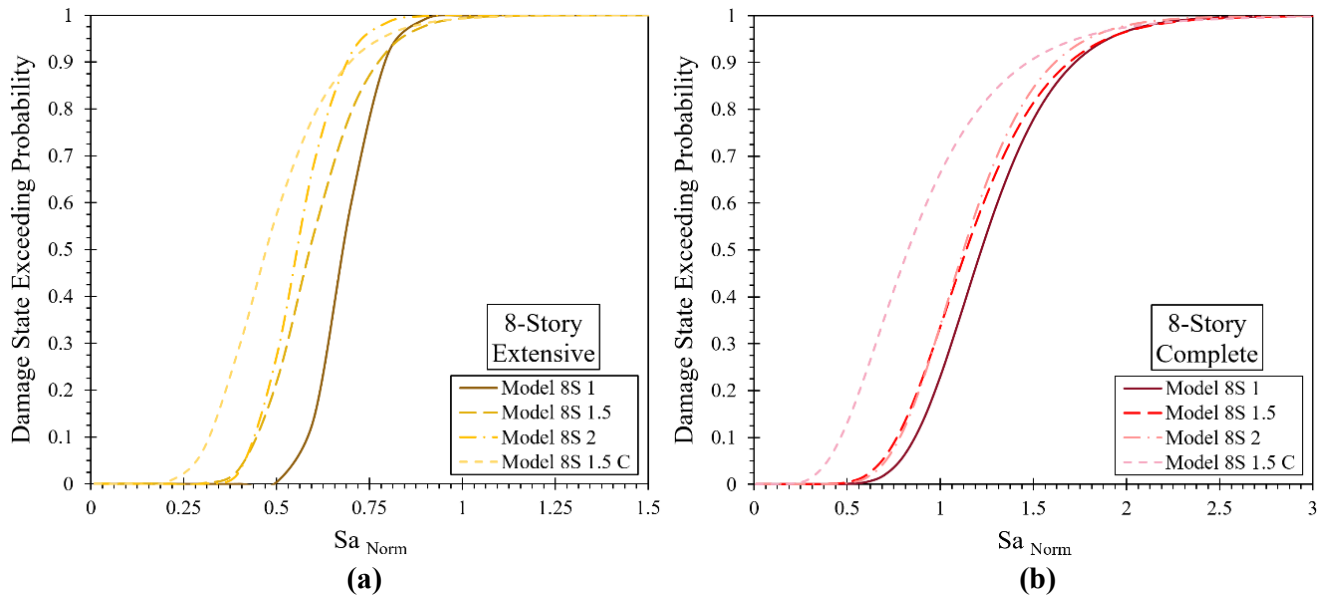 Damage State Exceeding Probability
1
0.9
0.8
0.7
0.6
0.5
0.4
0.3
0.2
0.1
0
0
0.25
0.5
0.75
1
1.25
1.5
8-Story
Extensive
Model 8S 1
Model 8S 1.5
Model 8S 2
Model 8S 1.5 C
Sa Norm
(a)
Damage State Exceeding Probability
1
0.9
0.8
0.7
0.6
0.5
0.4
0.3
0.2
0.1
0
0
0.5
1
1.5
2
2.5
3
8-Story
Complete
Model 8S 1
Model 8S 1.5
Model 8S 2
Model 8S 1.5 C
Sa Norm
(b)